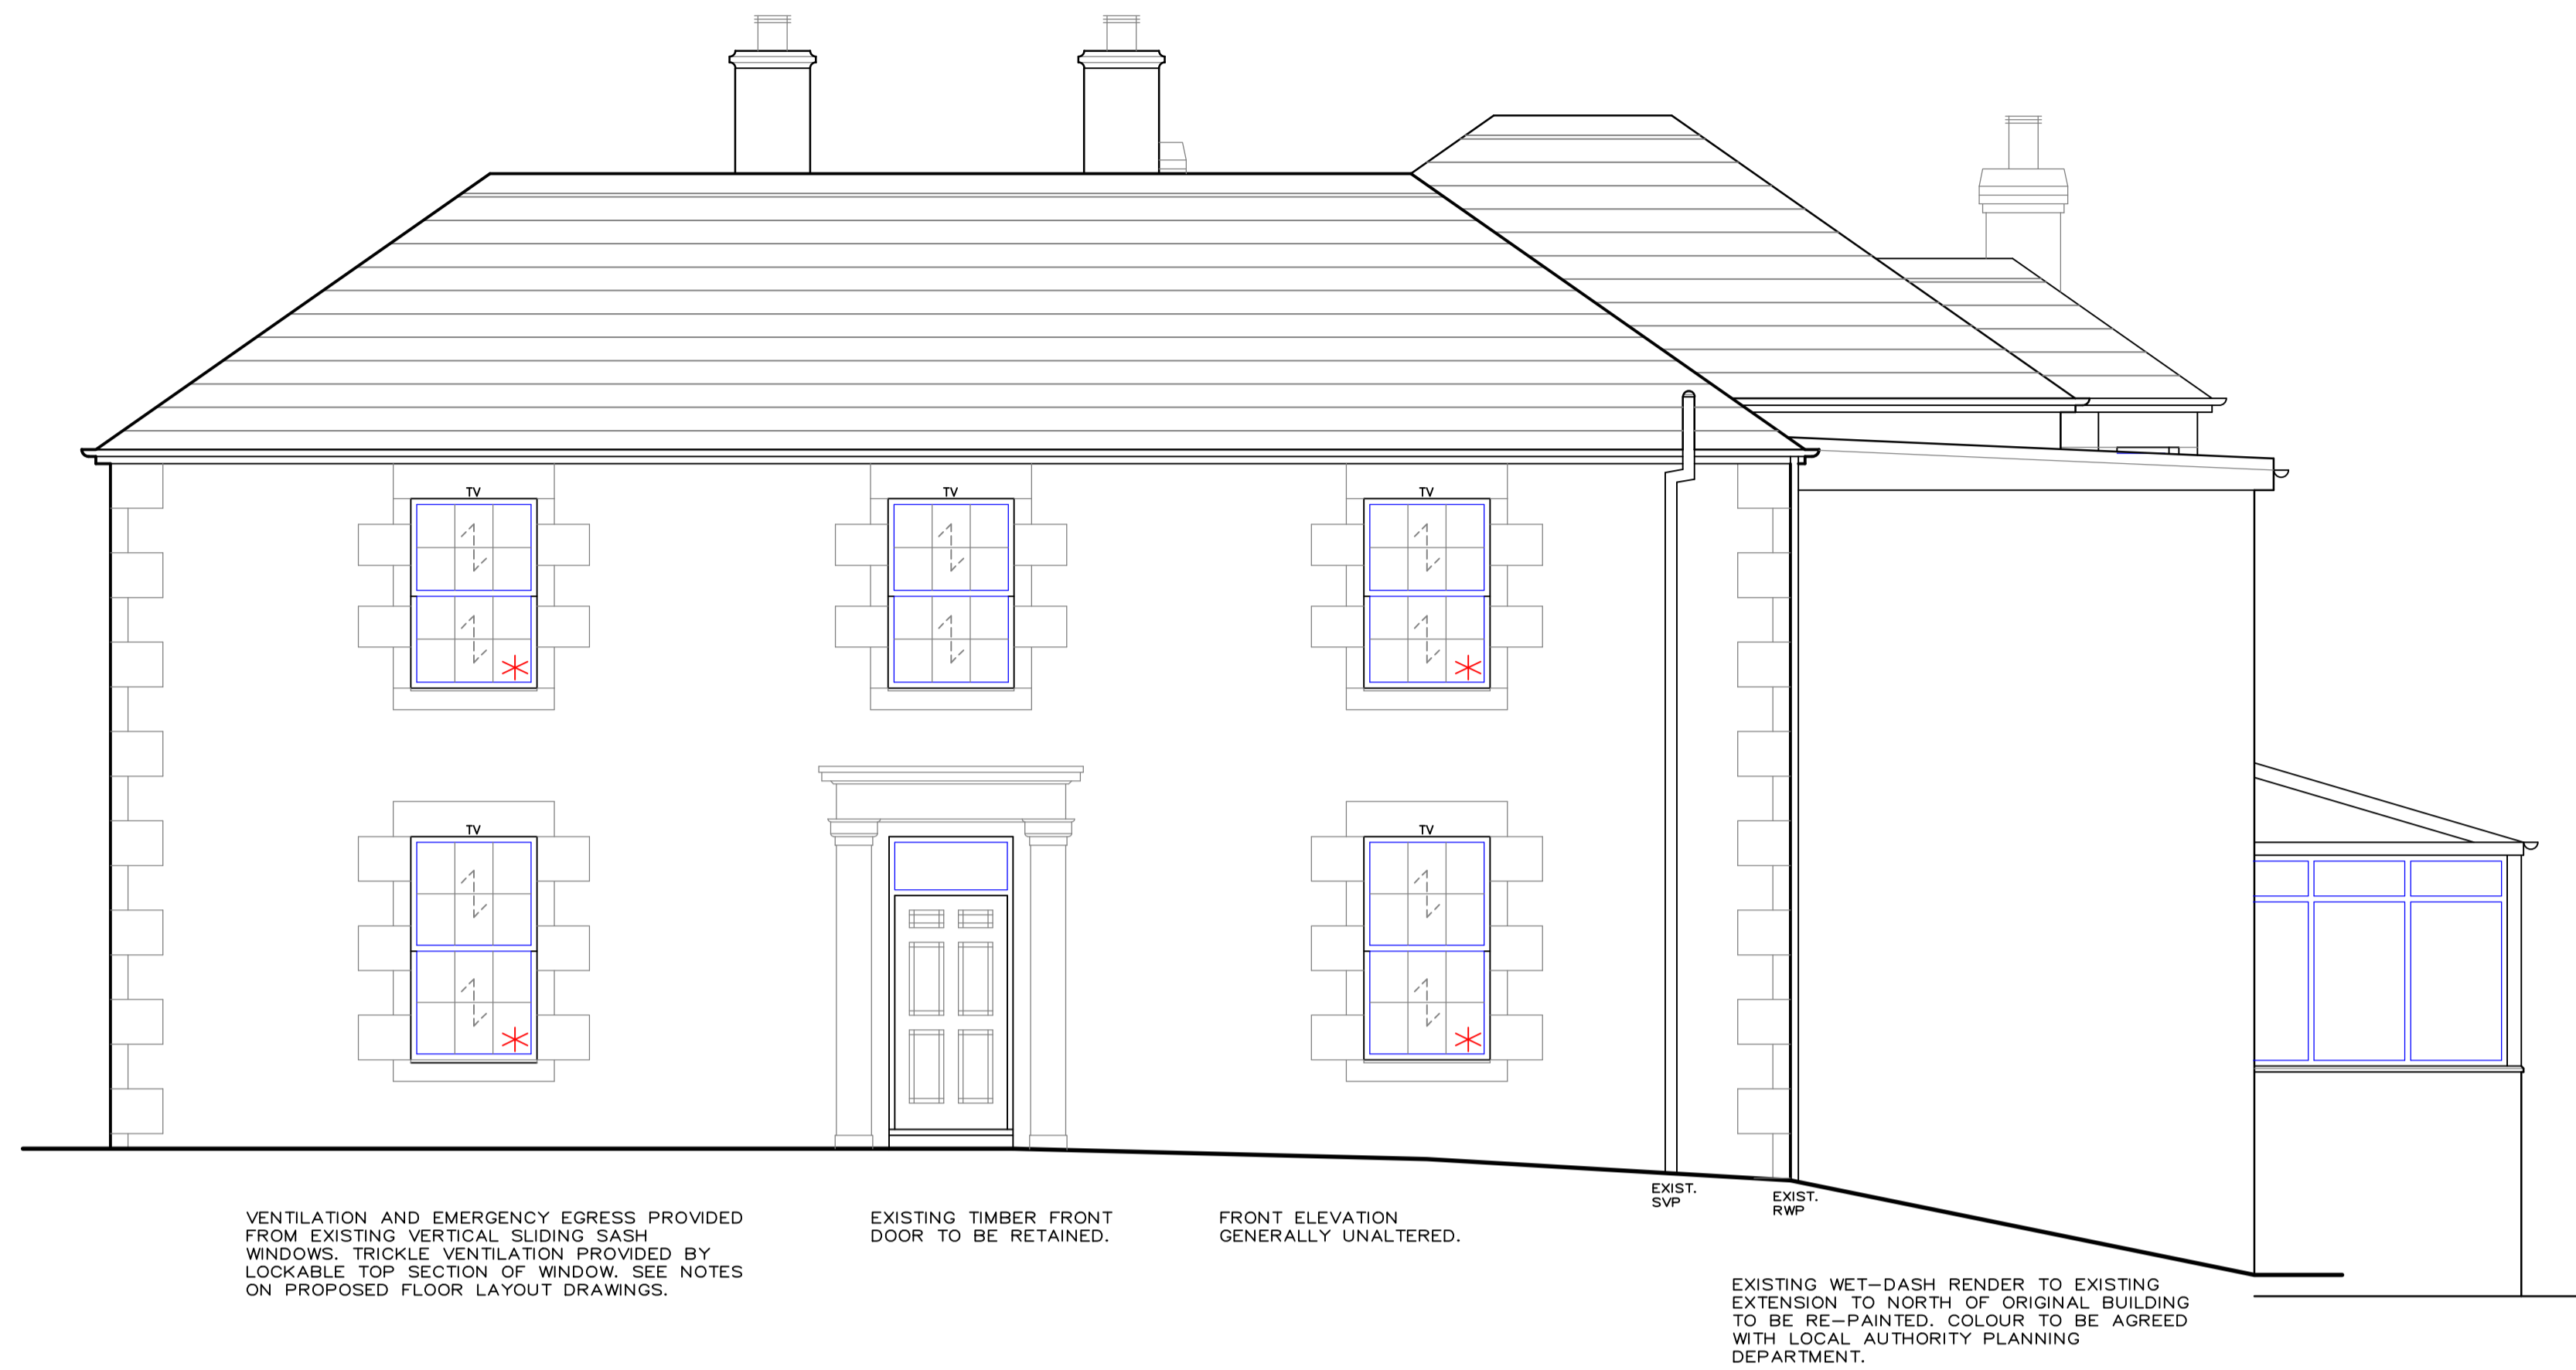 TV
TV
TV
TV
TV
EXIST.
SVP
EXIST.
RWP
VENTILATION AND EMERGENCY EGRESS PROVIDED
FROM EXISTING VERTICAL SLIDING SASH
WINDOWS. TRICKLE VENTILATION PROVIDED BY
LOCKABLE TOP SECTION OF WINDOW. SEE NOTES
ON PROPOSED FLOOR LAYOUT DRAWINGS.
EXISTING TIMBER FRONT
DOOR TO BE RETAINED.
FRONT ELEVATION
GENERALLY UNALTERED.
EXISTING WET-DASH RENDER TO EXISTING
EXTENSION TO NORTH OF ORIGINAL BUILDING
TO BE RE-PAINTED. COLOUR TO BE AGREED
WITH LOCAL AUTHORITY PLANNING
DEPARTMENT.